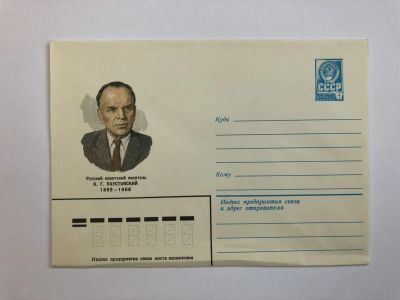 СССР
4
Куда
Кому
Русский советский писатель
К. Г. ПАУСТОВСКИЙ
1892—1968
Индекс предприятия связи
и адрес отправителя
Индекс предприятия связи места назначения